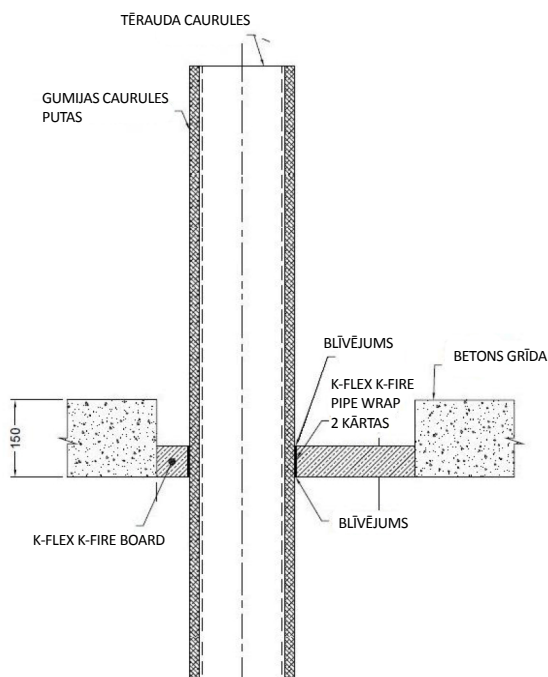 TĒRAUDA CAURULES
GUMIJAS CAURULES
PUTAS
BLĪVĒJUMS
BETONS GRĪDA
K-FLEX K-FIRE
PIPE WRAP
2 KĀRTAS
150
K-FLEX K-FIRE BOARD
BLĪVĒJUMS